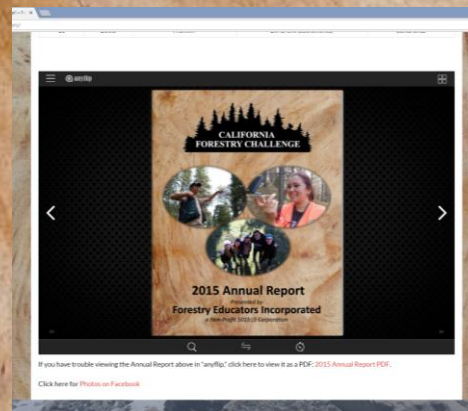 anyflip
CALIFORNIA
FORESTRY CHALLENGE
2015 Annual Report
Presented by
Forestry Educators Incorporated
a Non-Profit 501(c)3 Corporation
If you have trouble viewing the Annual Report above in "anyflip," click here to view it as a PDF: 2015 Annual Report PDF.
Click here for Photos on Facebook